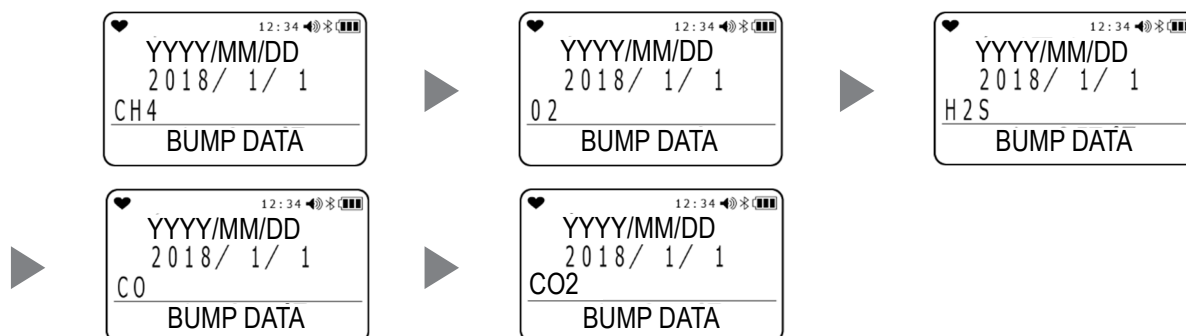 12:34
YYYY/MM/DD
2018/ 1/ 1
CH4
BUMP DATA
12:34
YYYY/MM/DD
2018/ 1/ 1
O2
BUMP DATA
12:34
YYYY/MM/DD
2018/ 1/ 1
H2S
BUMP DATA
12:34
YYYY/MM/DD
2018/ 1/ 1
CO
BUMP DATA
12:34
YYYY/MM/DD
2018/ 1/ 1
CO2
BUMP DATA